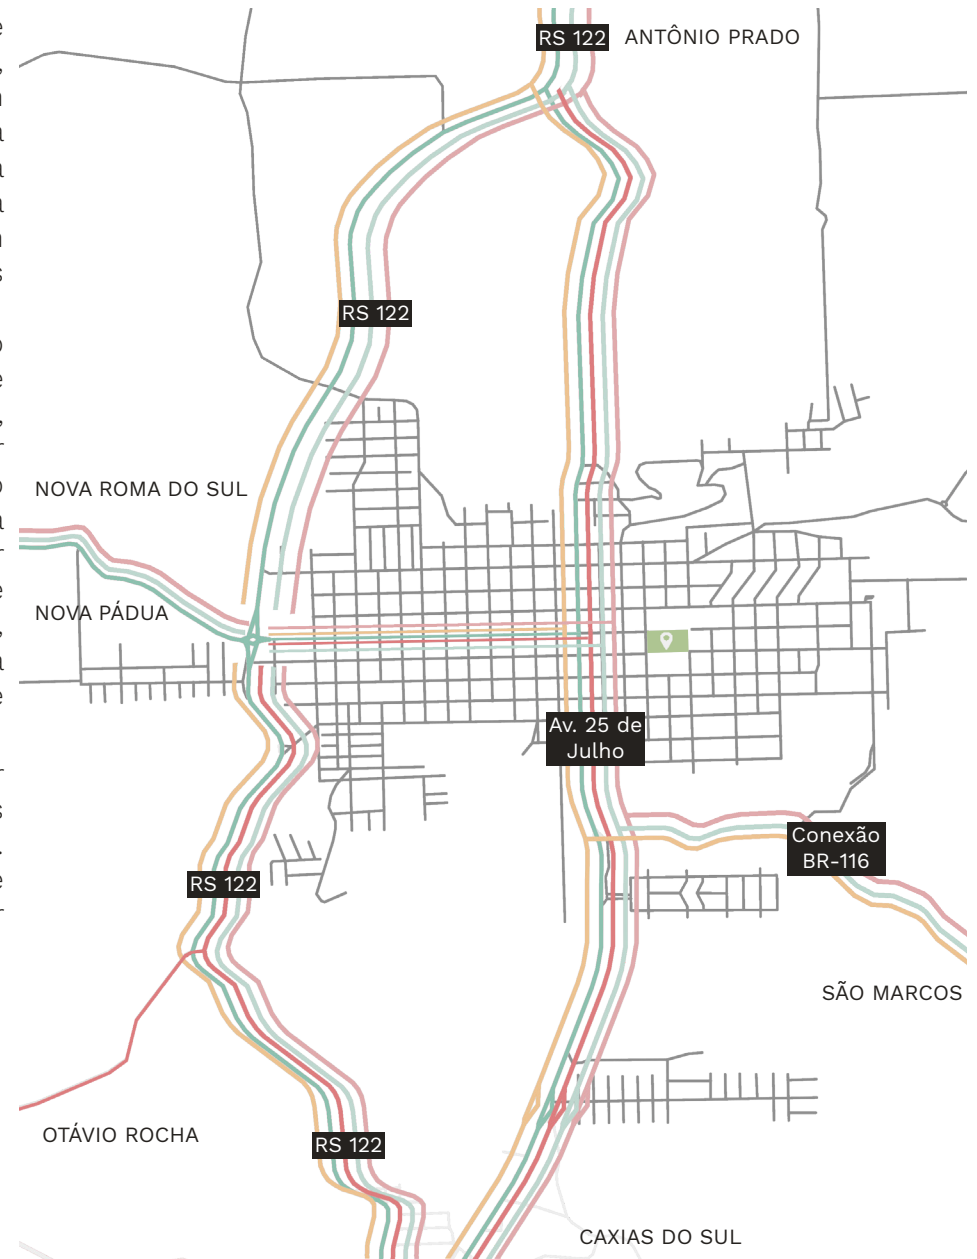 RS 122
ANTÔNIO PRADO
RS 122
NOVA ROMA DO SUL
NOVA PÁDUA
Av. 25 de
Julho
Conexão
BR-116
RS 122
SÃO MARCOS
OTÁVIO ROCHA
RS 122
CAXIAS DO SUL